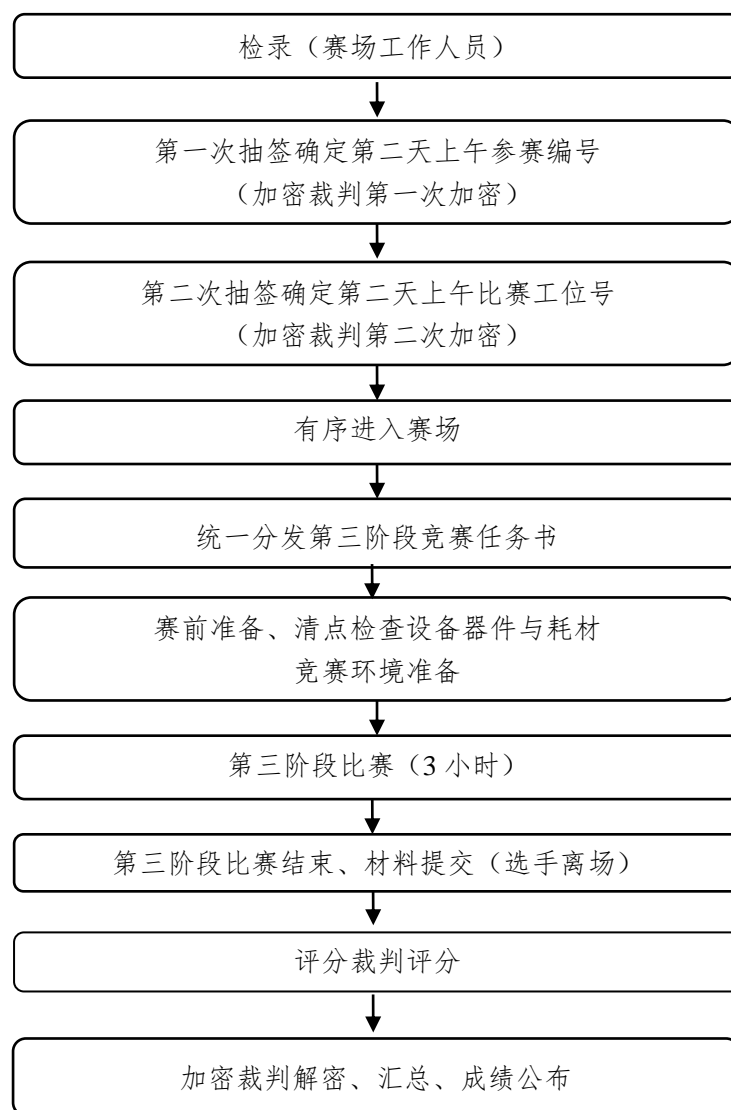 检录（赛场工作人员）
第一次抽签确定第二天上午参赛编号
（加密裁判第一次加密）
第二次抽签确定第二天上午比赛工位号
（加密裁判第二次加密）
有序进入赛场
统一分发第三阶段竞赛任务书
赛前准备、清点检查设备器件与耗材
竞赛环境准备
第三阶段比赛（3 小时）
第三阶段比赛结束、材料提交（选手离场）
评分裁判评分
加密裁判解密、汇总、成绩公布